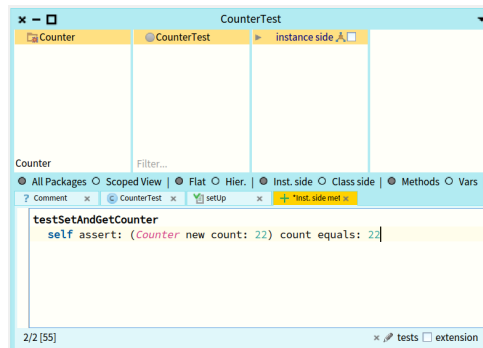 CounterTest
Counter
CounterTest
instance side
Counter
Filter...
All Packages Scoped View | Flat Hier. | Inst. side Class side | Methods Vars
? Comment × CounterTest × setUp × + *Inst. side met ×
testSetAndGetCounter
self assert: (Counter new count: 22) count equals: 22
2/2 [55] × tests extension